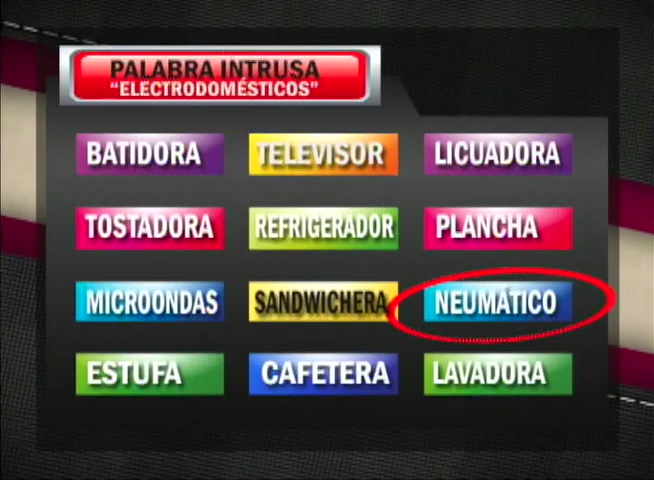 PALABRA INTRUSA
"ELECTRODOMÉSTICOS"
BATIDORA TELEVISOR LICUADORA
TOSTADORA REFRIGERADOR PLANCHA
MICROONDAS SANDWICHERA NEUMÁTICO
ESTUFA CAFETERA LAVADORA